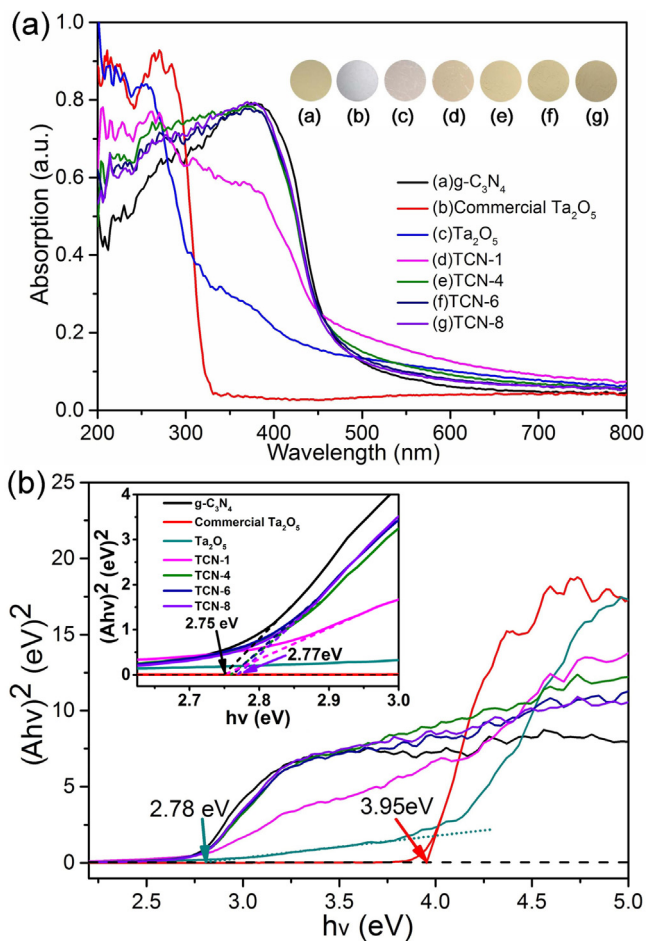 (a)
Absorption (a.u.)
1.0
0.8
0.6
0.4
0.2
0.0
(a) (b) (c) (d) (e) (f) (g)
(a)g-C₃N₄
(b)Commercial Ta₂O₅
(c)Ta₂O₅
(d)TCN-1
(e)TCN-4
(f)TCN-6
(g)TCN-8
200 300 400 500 600 700 800
Wavelength (nm)
(b)
(Ahv)² (eV)²
25
20
15
10
5
0
(Ahv)² (eV)²
4
3
2
1
0
g-C₃N₄
Commercial Ta₂O₅
Ta₂O₅
TCN-1
TCN-4
TCN-6
TCN-8
2.75 eV
2.77eV
2.7 2.8 2.9 3.0
hv (eV)
2.78 eV
3.95eV
2.5 3.0 3.5 4.0 4.5 5.0
hv (eV)